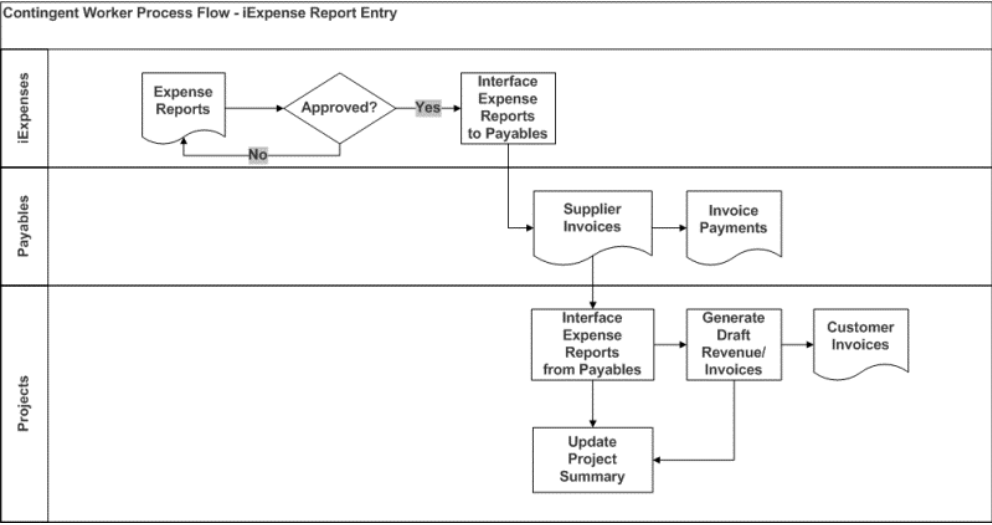 Contingent Worker Process Flow - iExpense Report Entry
iExpenses
Expense
Reports
Approved?
Yes
No
Interface
Expense
Reports
to Payables
Payables
Supplier
Invoices
Invoice
Payments
Projects
Interface
Expense
Reports
from Payables
Generate
Draft
Revenue/
Invoices
Customer
Invoices
Update
Project
Summary